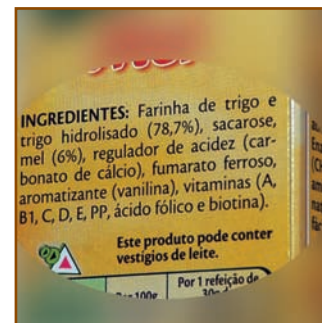 INGREDIENTES: Farinha de trigo e
trigo hidrolisado (78,7%), sacarose,
mel (6%), regulador de acidez (car-
bonato de cálcio), fumarato ferroso,
aromatizante (vanilina), vitaminas (A,
B1, C, D, E, PP, ácido fólico e biotina).
Este produto pode conter
vestígios de leite.
100g
Por 1 refeição de